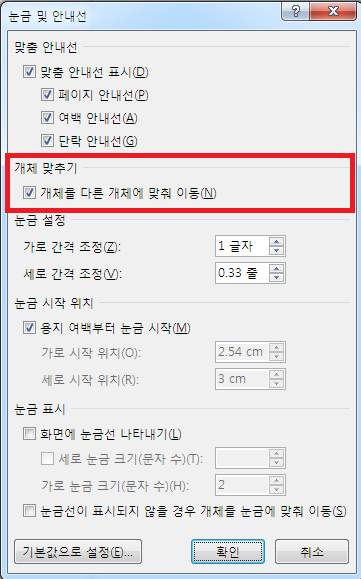 눈금 및 안내선
맞춤 안내선
맞춤 안내선 표시(D)
페이지 안내선(P)
여백 안내선(A)
단락 안내선(G)
개체 맞추기
개체를 다른 개체에 맞춰 이동(N)
눈금 설정
가로 간격 조정(Z): 1 글자
세로 간격 조정(V): 0.33 줄
눈금 시작 위치
용지 여백부터 눈금 시작(M)
가로 시작 위치(O): 2.54 cm
세로 시작 위치(R): 3 cm
눈금 표시
화면에 눈금선 나타내기(L)
세로 눈금 크기(문자 수)(T):
가로 눈금 크기(문자 수)(H): 2
눈금선이 표시되지 않을 경우 개체를 눈금에 맞춰 이동(S)
기본값으로 설정(E)... 확인 취소